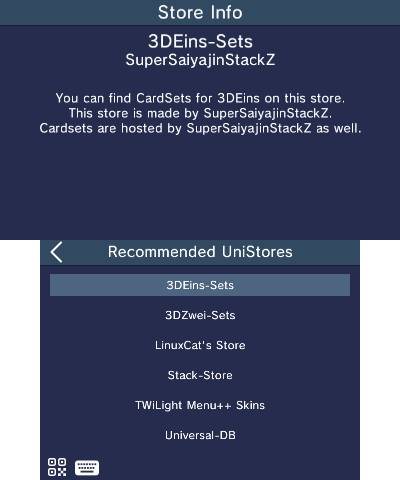 Store Info
3DEins-Sets
SuperSaiyajinStackZ
You can find CardSets for 3DEins on this store.
This store is made by SuperSaiyajinStackZ.
Cardsets are hosted by SuperSaiyajinStackZ as well.
Recommended UniStores
3DEins-Sets
3DZwei-Sets
LinuxCat's Store
Stack-Store
TWiLight Menu++ Skins
Universal-DB